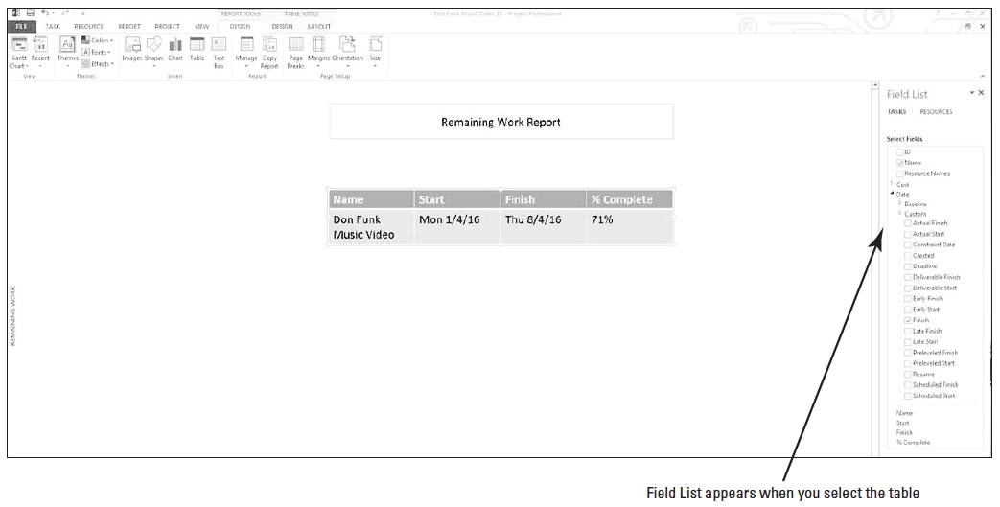 REPORT TOOLS TABLE TOOLS Don Funk Music Video 15 - Project Professional
FILE TASK RESOURCE REPORT PROJECT VIEW DESIGN DESIGN LAYOUT
Gantt Chart Recent Themes Colors Fonts Effects Images Shapes Chart Table Text Box Manage Copy Report Page Breaks Margins Orientation Size
View Themes Insert Report Page Setup
REMAINING WORK
Remaining Work Report
Name Start Finish % Complete
Don Funk Mon 1/4/16 Thu 8/4/16 71%
Music Video
Field List
TASKS RESOURCES
Select Fields
ID
Name
Resource Names
Cost
Date
Baseline
Custom
Actual Finish
Actual Start
Constraint Date
Created
Deadline
Deliverable Finish
Deliverable Start
Early Finish
Early Start
Finish
Late Finish
Late Start
Preleveled Finish
Preleveled Start
Resume
Scheduled Finish
Scheduled Start
Name
Start
Finish
% Complete
Field List appears when you select the table